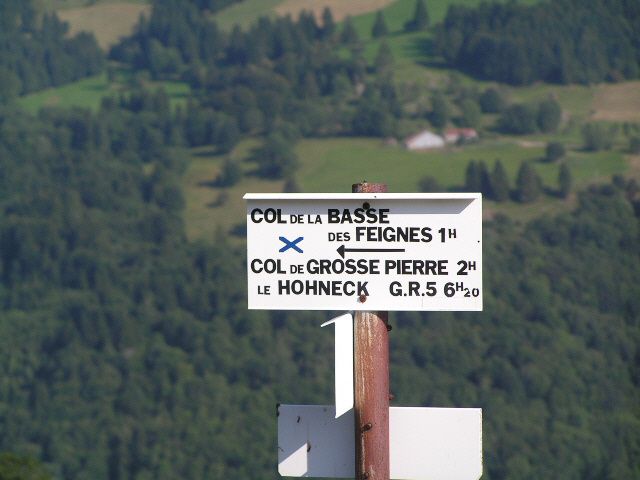 COL DE LA BASSE
DES FEIGNES 1H
COL DE GROSSE PIERRE 2H
LE HOHNECK G.R.5 6H20